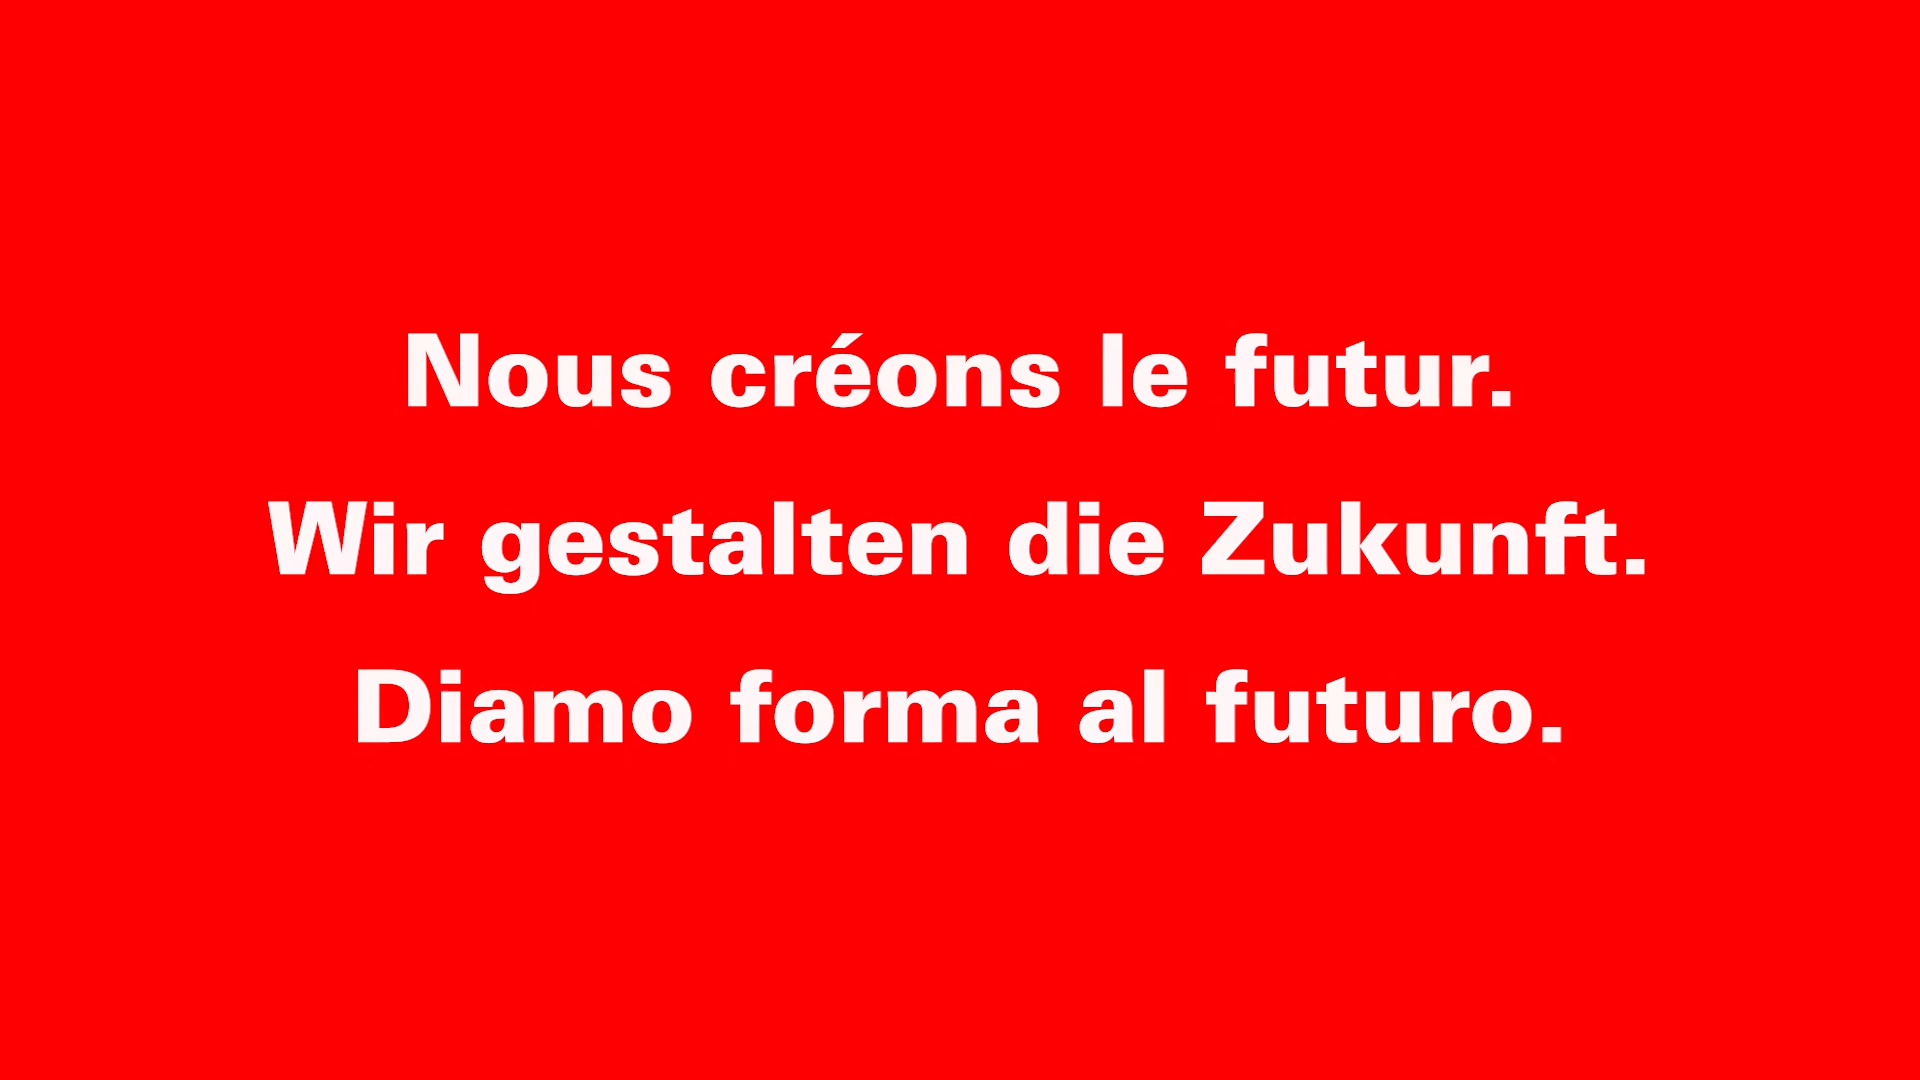 Nous créons le futur.
Wir gestalten die Zukunft.
Diamo forma al futuro.